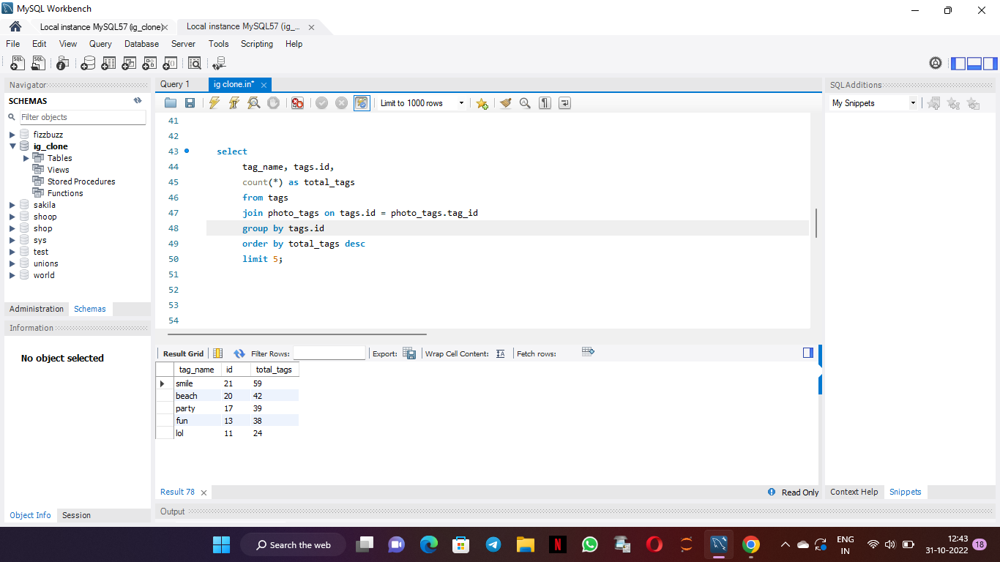 MySQL Workbench
Local instance MySQL57 (ig_clone)
Local instance MySQL57 (ig_...
File Edit View Query Database Server Tools Scripting Help
Navigator
SCHEMAS
Filter objects
fizzbuzz
ig_clone
Tables
Views
Stored Procedures
Functions
sakila
shoop
shop
sys
test
unions
world
Administration Schemas
Information
No object selected
Object Info Session
Query 1 ig clone.in*
Limit to 1000 rows
41
42
43 select
44 tag_name, tags.id,
45 count(*) as total_tags
46 from tags
47 join photo_tags on tags.id = photo_tags.tag_id
48 group by tags.id
49 order by total_tags desc
50 limit 5;
51
52
53
54
Result Grid Filter Rows: Export: Wrap Cell Content: Fetch rows:
tag_name id total_tags
smile 21 59
beach 20 42
party 17 39
fun 13 38
lol 11 24
Result 78
Read Only
Output
SQLAdditions
My Snippets
Context Help Snippets
Search the web
ENG
IN
12:43
31-10-2022
18